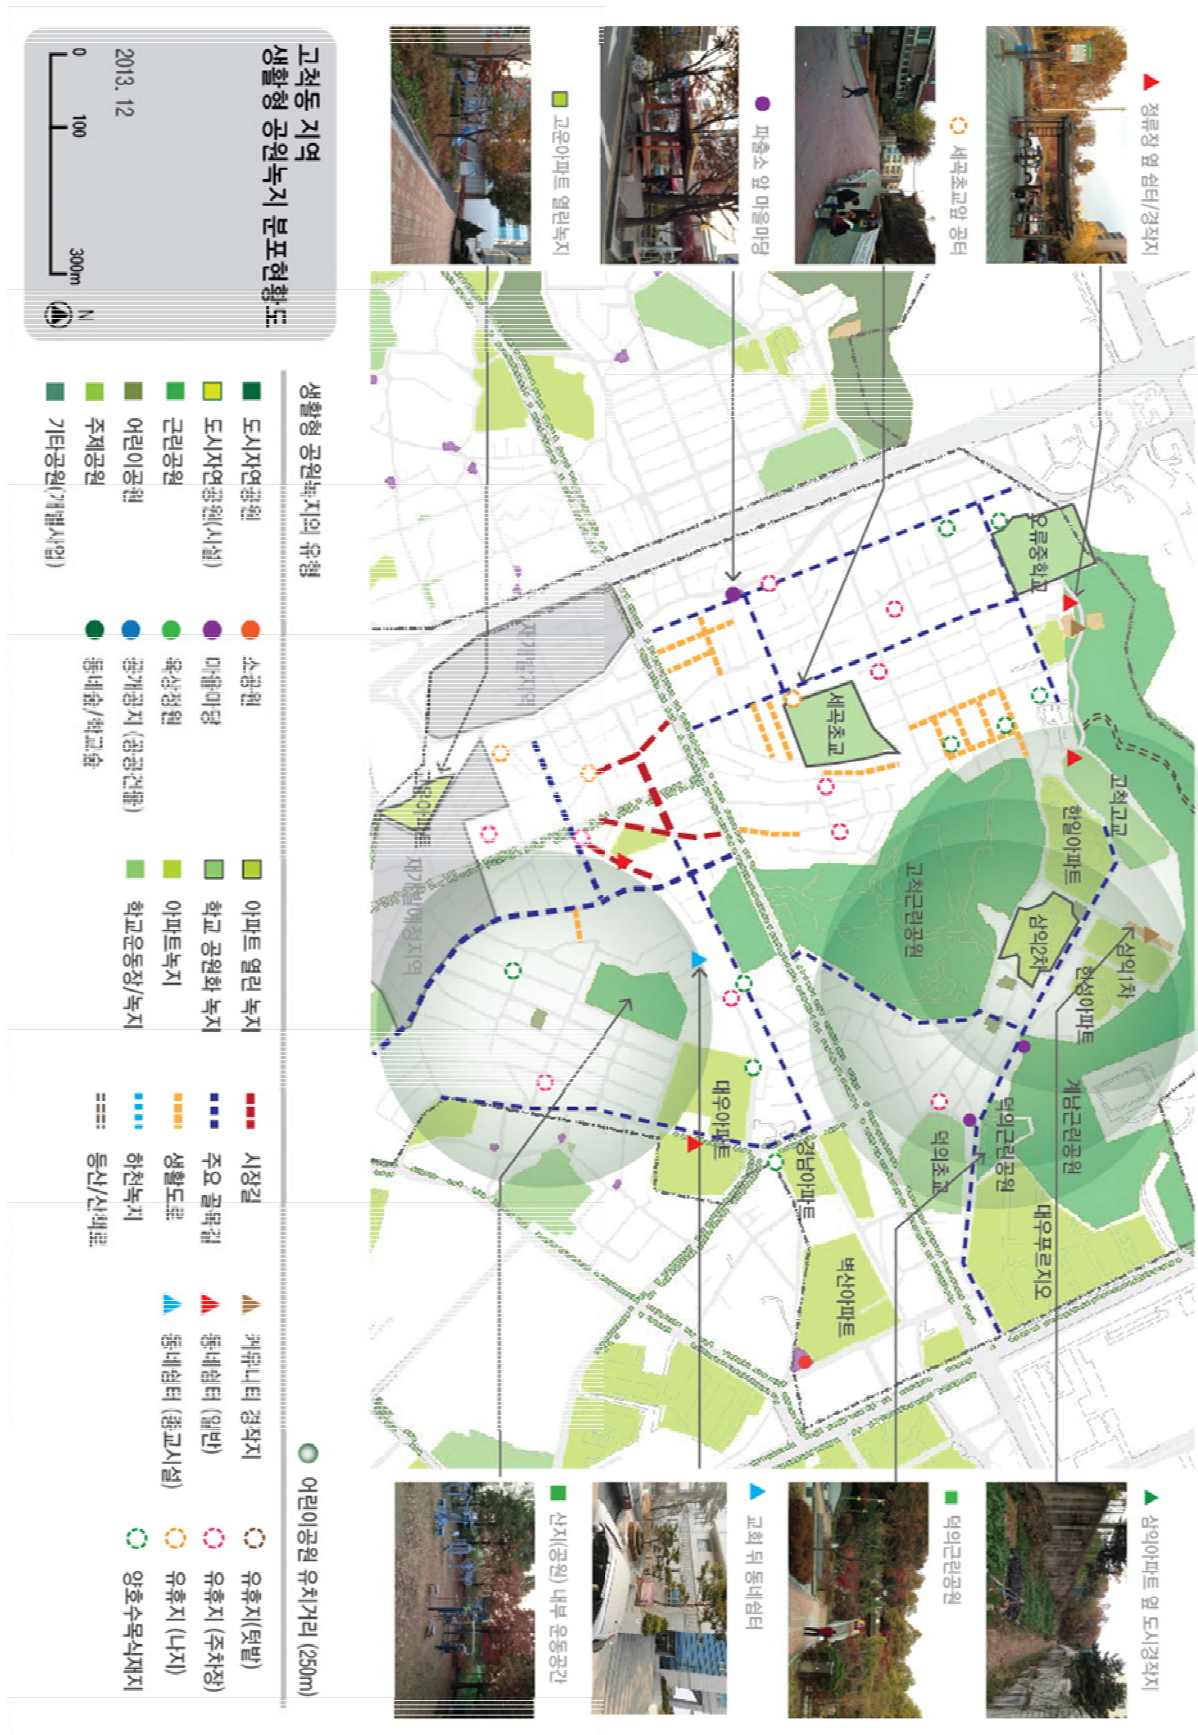 고척동 지역
생활형 공원녹지 분포현황도
2013. 12
0 100 300m
N
생활형 공원녹지의 유형
어린이공원 유치거리 (250m)
도시자연공원
도시자연공원(시설)
근린공원
어린이공원
주제공원
기타공원(개별사업)
소공원
마을마당
옥상정원
공개공지 (공공건물)
동네숲/학교숲
아파트 열린 녹지
학교 공원화 녹지
아파트녹지
학교운동장/녹지
시장길
주요 골목길
생활도로
하천녹지
등산/산책로
커뮤니티 경작지
동네쉼터 (일반)
동네쉼터 (종교시설)
유휴지(텃밭)
유휴지 (주차장)
유휴지 (나지)
양호수목식재지
정류장 옆 쉼터/경작지
세곡초교앞 공터
파출소 앞 마을마당
고운아파트 열린녹지
삼익아파트 옆 도시경작지
덕의근린공원
교회 뒤 동네쉼터
산지(공원) 내부 운동공간
오류중학교
세곡초교
고척고교
한일아파트
고척근린공원
삼익2차
삼익1차
한성아파트
계남근린공원
덕의근린공원
덕의초교
대우푸르지오
대우아파트
경남아파트
벽산아파트
재개발지역
고운아파트
재개발예정지역